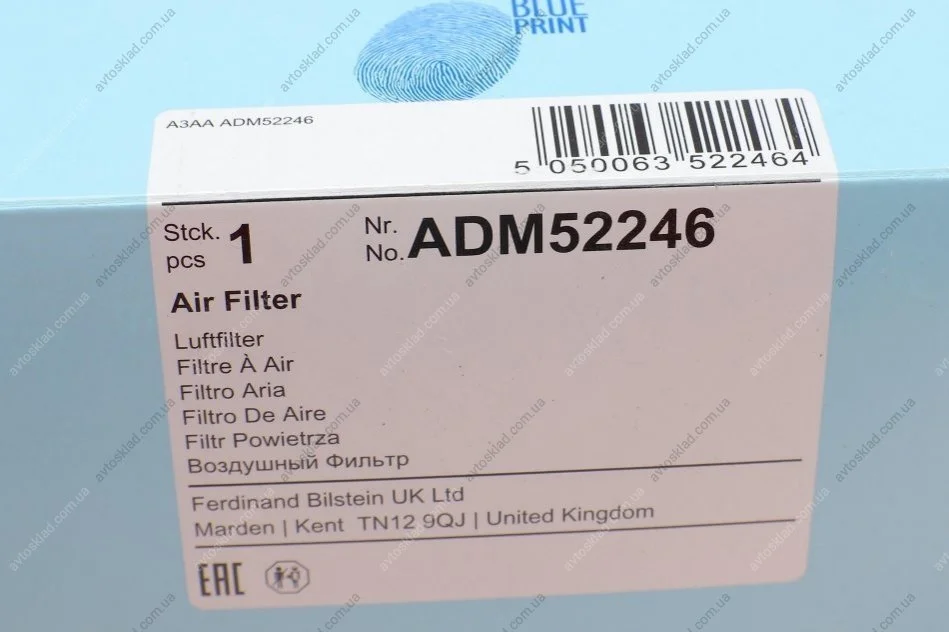 BLUE
PRINT
A3AA ADM52246
5 050063 522464
Stck. 1
pcs
Nr.
No. ADM52246
Air Filter
Luftfilter
Filtre À Air
Filtro Aria
Filtro De Aire
Filtr Powietrza
Воздушный Фильтр
Ferdinand Bilstein UK Ltd
Marden | Kent TN12 9QJ | United Kingdom
EAC
avtosklad.com.ua